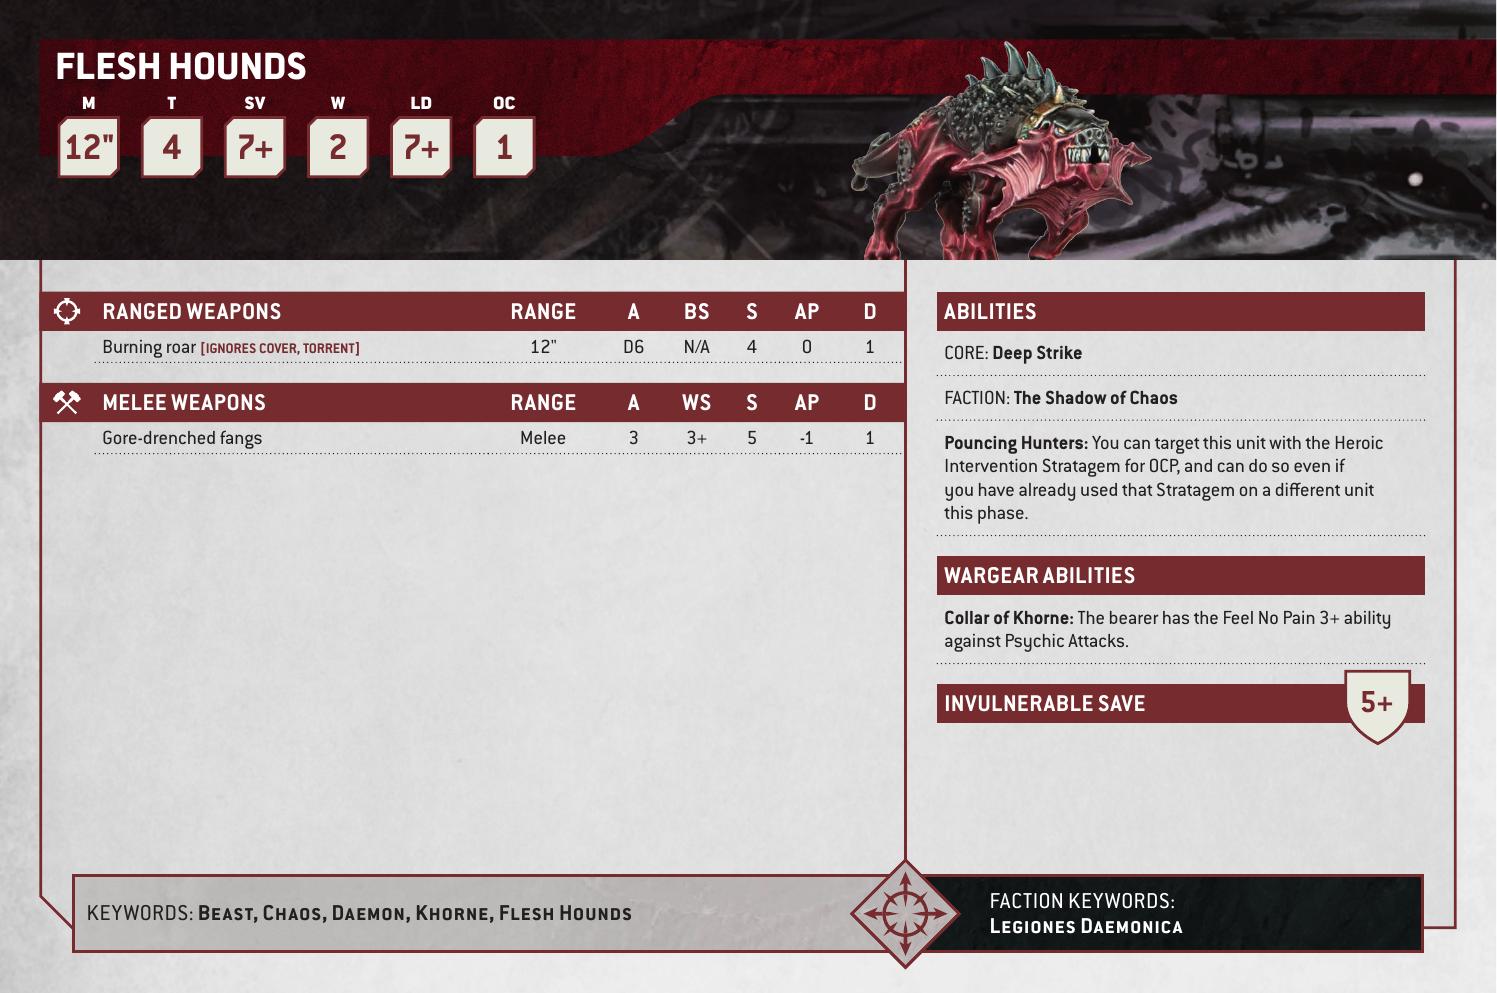 FLESH HOUNDS
M T SV W LD OC
12" 4 7+ 2 7+ 1
RANGED WEAPONS RANGE A BS S AP D
Burning roar [IGNORES COVER, TORRENT] 12" D6 N/A 4 0 1
MELEE WEAPONS RANGE A WS S AP D
Gore-drenched fangs Melee 3 3+ 5 -1 1
ABILITIES
CORE: Deep Strike
FACTION: The Shadow of Chaos
Pouncing Hunters: You can target this unit with the Heroic
Intervention Stratagem for 0CP, and can do so even if
you have already used that Stratagem on a different unit
this phase.
WARGEAR ABILITIES
Collar of Khorne: The bearer has the Feel No Pain 3+ ability
against Psychic Attacks.
INVULNERABLE SAVE 5+
KEYWORDS: BEAST, CHAOS, DAEMON, KHORNE, FLESH HOUNDS
FACTION KEYWORDS:
LEGIONES DAEMONICA